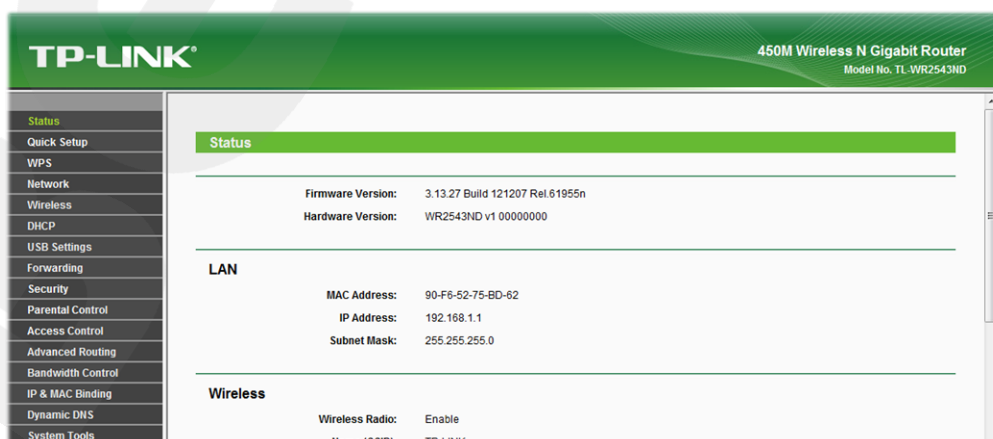 TP-LINK®
450M Wireless N Gigabit Router
Model No. TL-WR2543ND
Status
Quick Setup
WPS
Network
Wireless
DHCP
USB Settings
Forwarding
Security
Parental Control
Access Control
Advanced Routing
Bandwidth Control
IP & MAC Binding
Dynamic DNS
System Tools
Status
Firmware Version: 3.13.27 Build 121207 Rel.61955n
Hardware Version: WR2543ND v1 00000000
LAN
MAC Address: 90-F6-52-75-BD-62
IP Address: 192.168.1.1
Subnet Mask: 255.255.255.0
Wireless
Wireless Radio: Enable